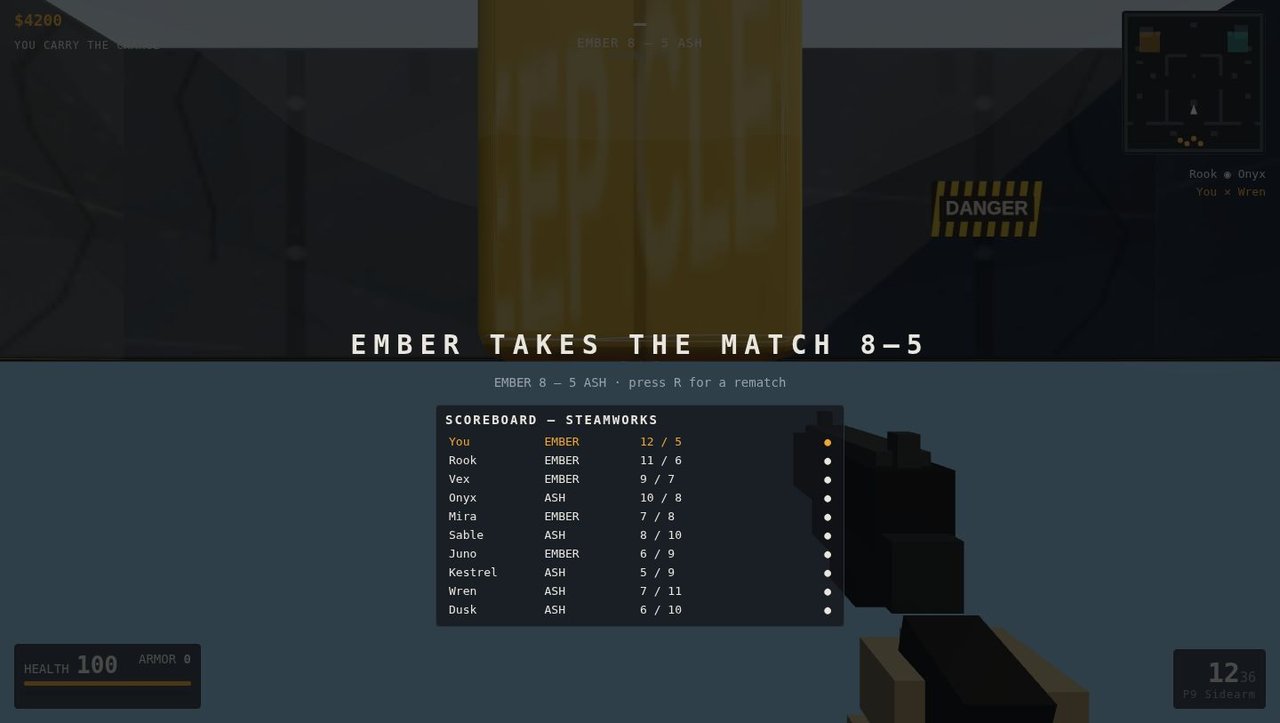 $4200
—
YOU CARRY THE CHARGE
EMBER 8 — 5 ASH
Rook ◉ Onyx
You × Wren
DANGER
EMBER TAKES THE MATCH 8—5
EMBER 8 — 5 ASH · press R for a rematch
SCOREBOARD — STEAMWORKS
You EMBER 12 / 5 ●
Rook EMBER 11 / 6 ●
Vex EMBER 9 / 7 ●
Onyx ASH 10 / 8 ●
Mira EMBER 7 / 8 ●
Sable ASH 8 / 10 ●
Juno EMBER 6 / 9 ●
Kestrel ASH 5 / 9 ●
Wren ASH 7 / 11 ●
Dusk ASH 6 / 10 ●
HEALTH 100 ARMOR 0
12 36
P9 Sidearm